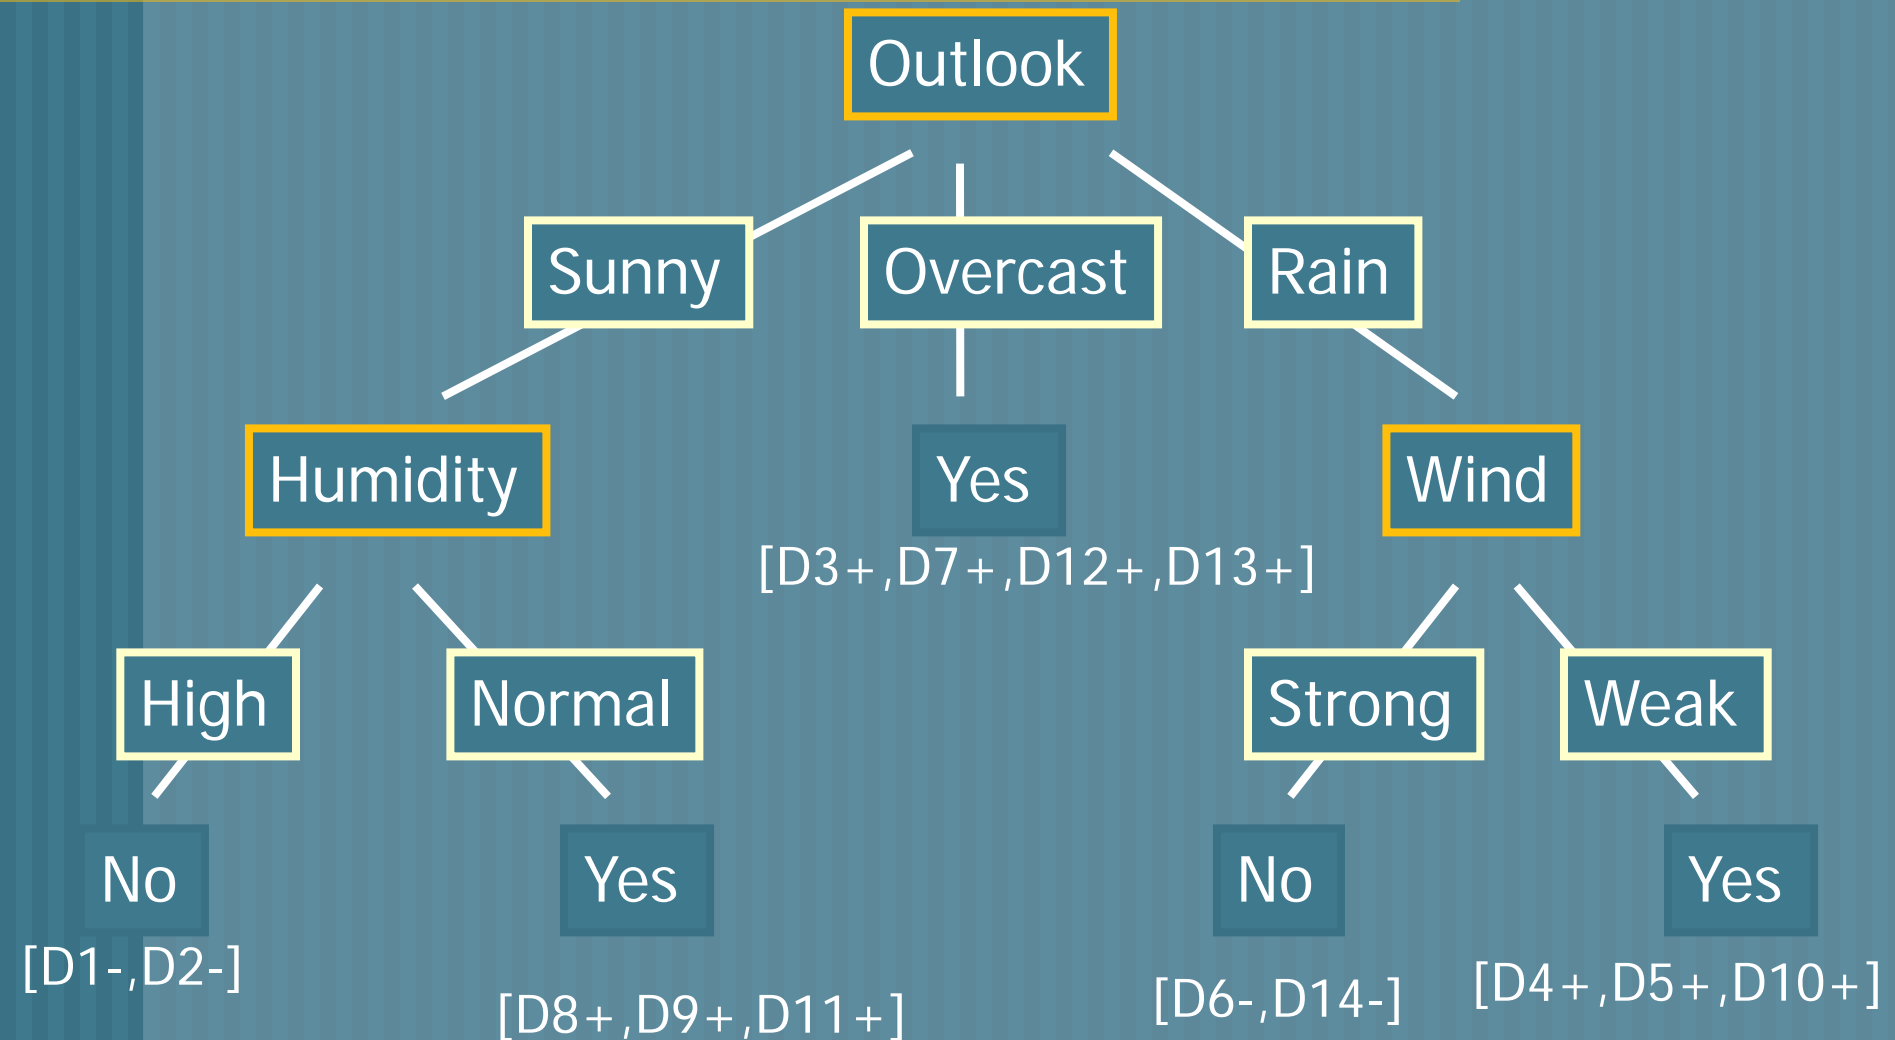 Outlook
Sunny Overcast Rain
Humidity Yes Wind
[D3+,D7+,D12+,D13+]
High Normal Strong Weak
No Yes No Yes
[D1-,D2-] [D8+,D9+,D11+] [D6-,D14-] [D4+,D5+,D10+]